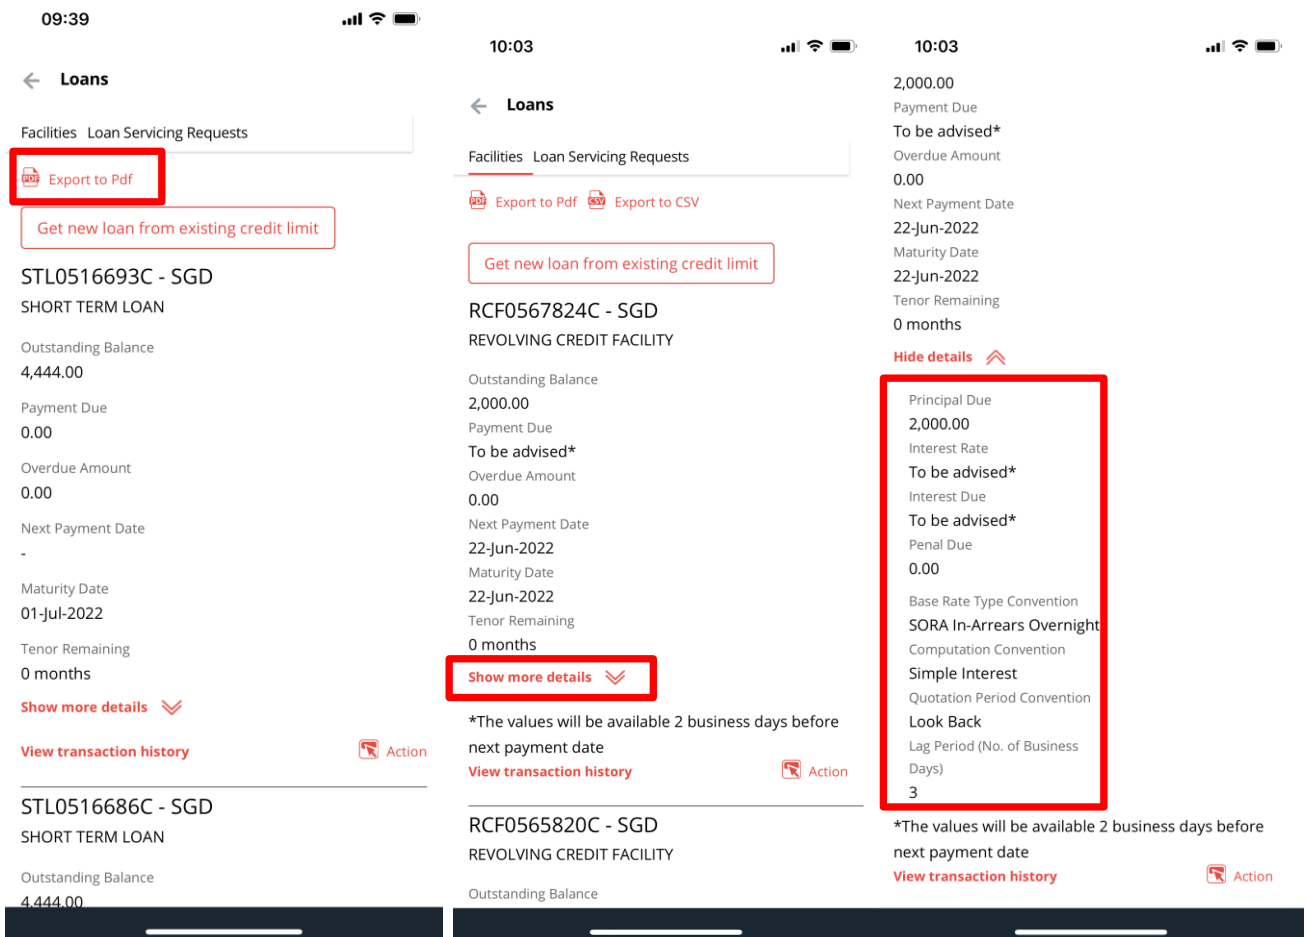 09:39
Loans
Facilities Loan Servicing Requests
PDF Export to Pdf
Get new loan from existing credit limit
STL0516693C - SGD
SHORT TERM LOAN
Outstanding Balance
4,444.00
Payment Due
0.00
Overdue Amount
0.00
Next Payment Date
-
Maturity Date
01-Jul-2022
Tenor Remaining
0 months
Show more details
View transaction history Action
STL0516686C - SGD
SHORT TERM LOAN
Outstanding Balance
4,444.00
10:03
Loans
Facilities Loan Servicing Requests
PDF Export to Pdf CSV Export to CSV
Get new loan from existing credit limit
RCF0567824C - SGD
REVOLVING CREDIT FACILITY
Outstanding Balance
2,000.00
Payment Due
To be advised*
Overdue Amount
0.00
Next Payment Date
22-Jun-2022
Maturity Date
22-Jun-2022
Tenor Remaining
0 months
Show more details
*The values will be available 2 business days before
next payment date
View transaction history Action
RCF0565820C - SGD
REVOLVING CREDIT FACILITY
Outstanding Balance
10:03
2,000.00
Payment Due
To be advised*
Overdue Amount
0.00
Next Payment Date
22-Jun-2022
Maturity Date
22-Jun-2022
Tenor Remaining
0 months
Hide details
Principal Due
2,000.00
Interest Rate
To be advised*
Interest Due
To be advised*
Penal Due
0.00
Base Rate Type Convention
SORA In-Arrears Overnight
Computation Convention
Simple Interest
Quotation Period Convention
Look Back
Lag Period (No. of Business
Days)
3
*The values will be available 2 business days before
next payment date
View transaction history Action